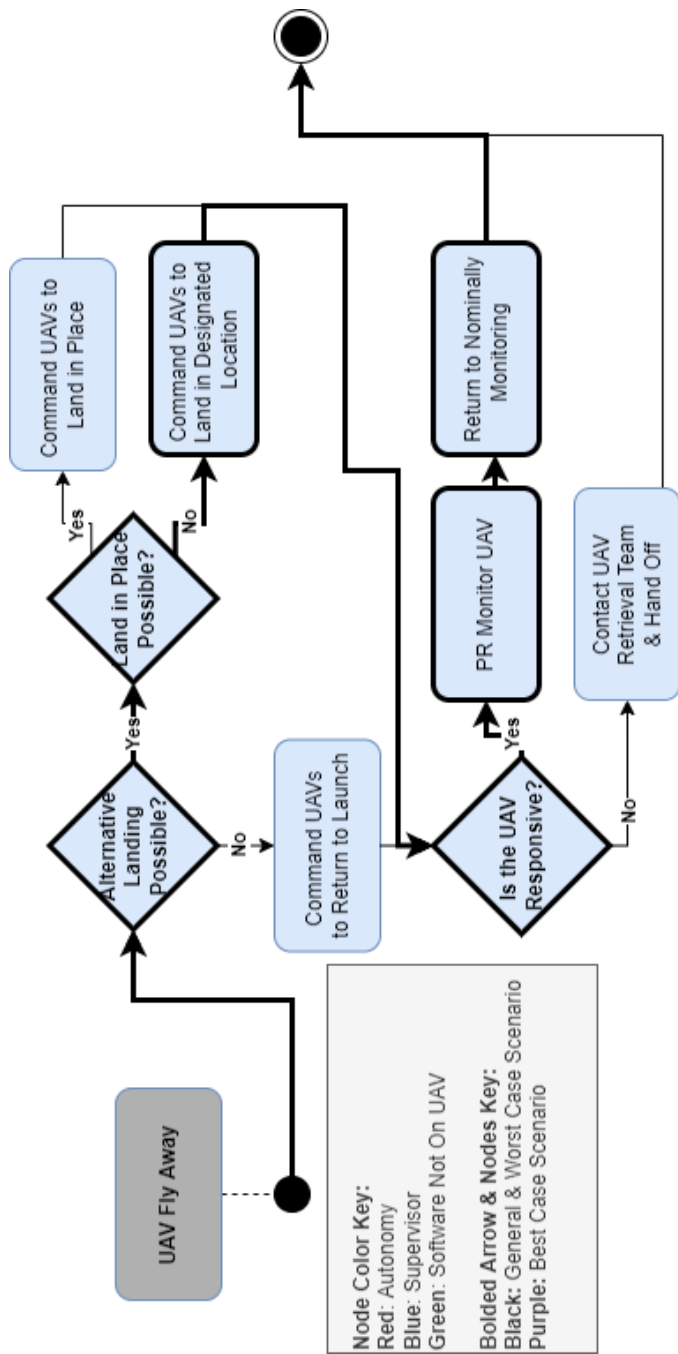 UAV Fly Away
Alternative
Landing
Possible?
Yes
No
Land in Place
Possible?
Yes
No
Command UAVs to
Land in Place
Command UAVs to
Land in Designated
Location
Command UAVs
to Return to Launch
Is the UAV
Responsive?
Yes
No
PR Monitor UAV
Return to Nominally
Monitoring
Contact UAV
Retrieval Team
& Hand Off
Node Color Key:
Red: Autonomy
Blue: Supervisor
Green: Software Not On UAV
Bolded Arrow & Nodes Key:
Black: General & Worst Case Scenario
Purple: Best Case Scenario